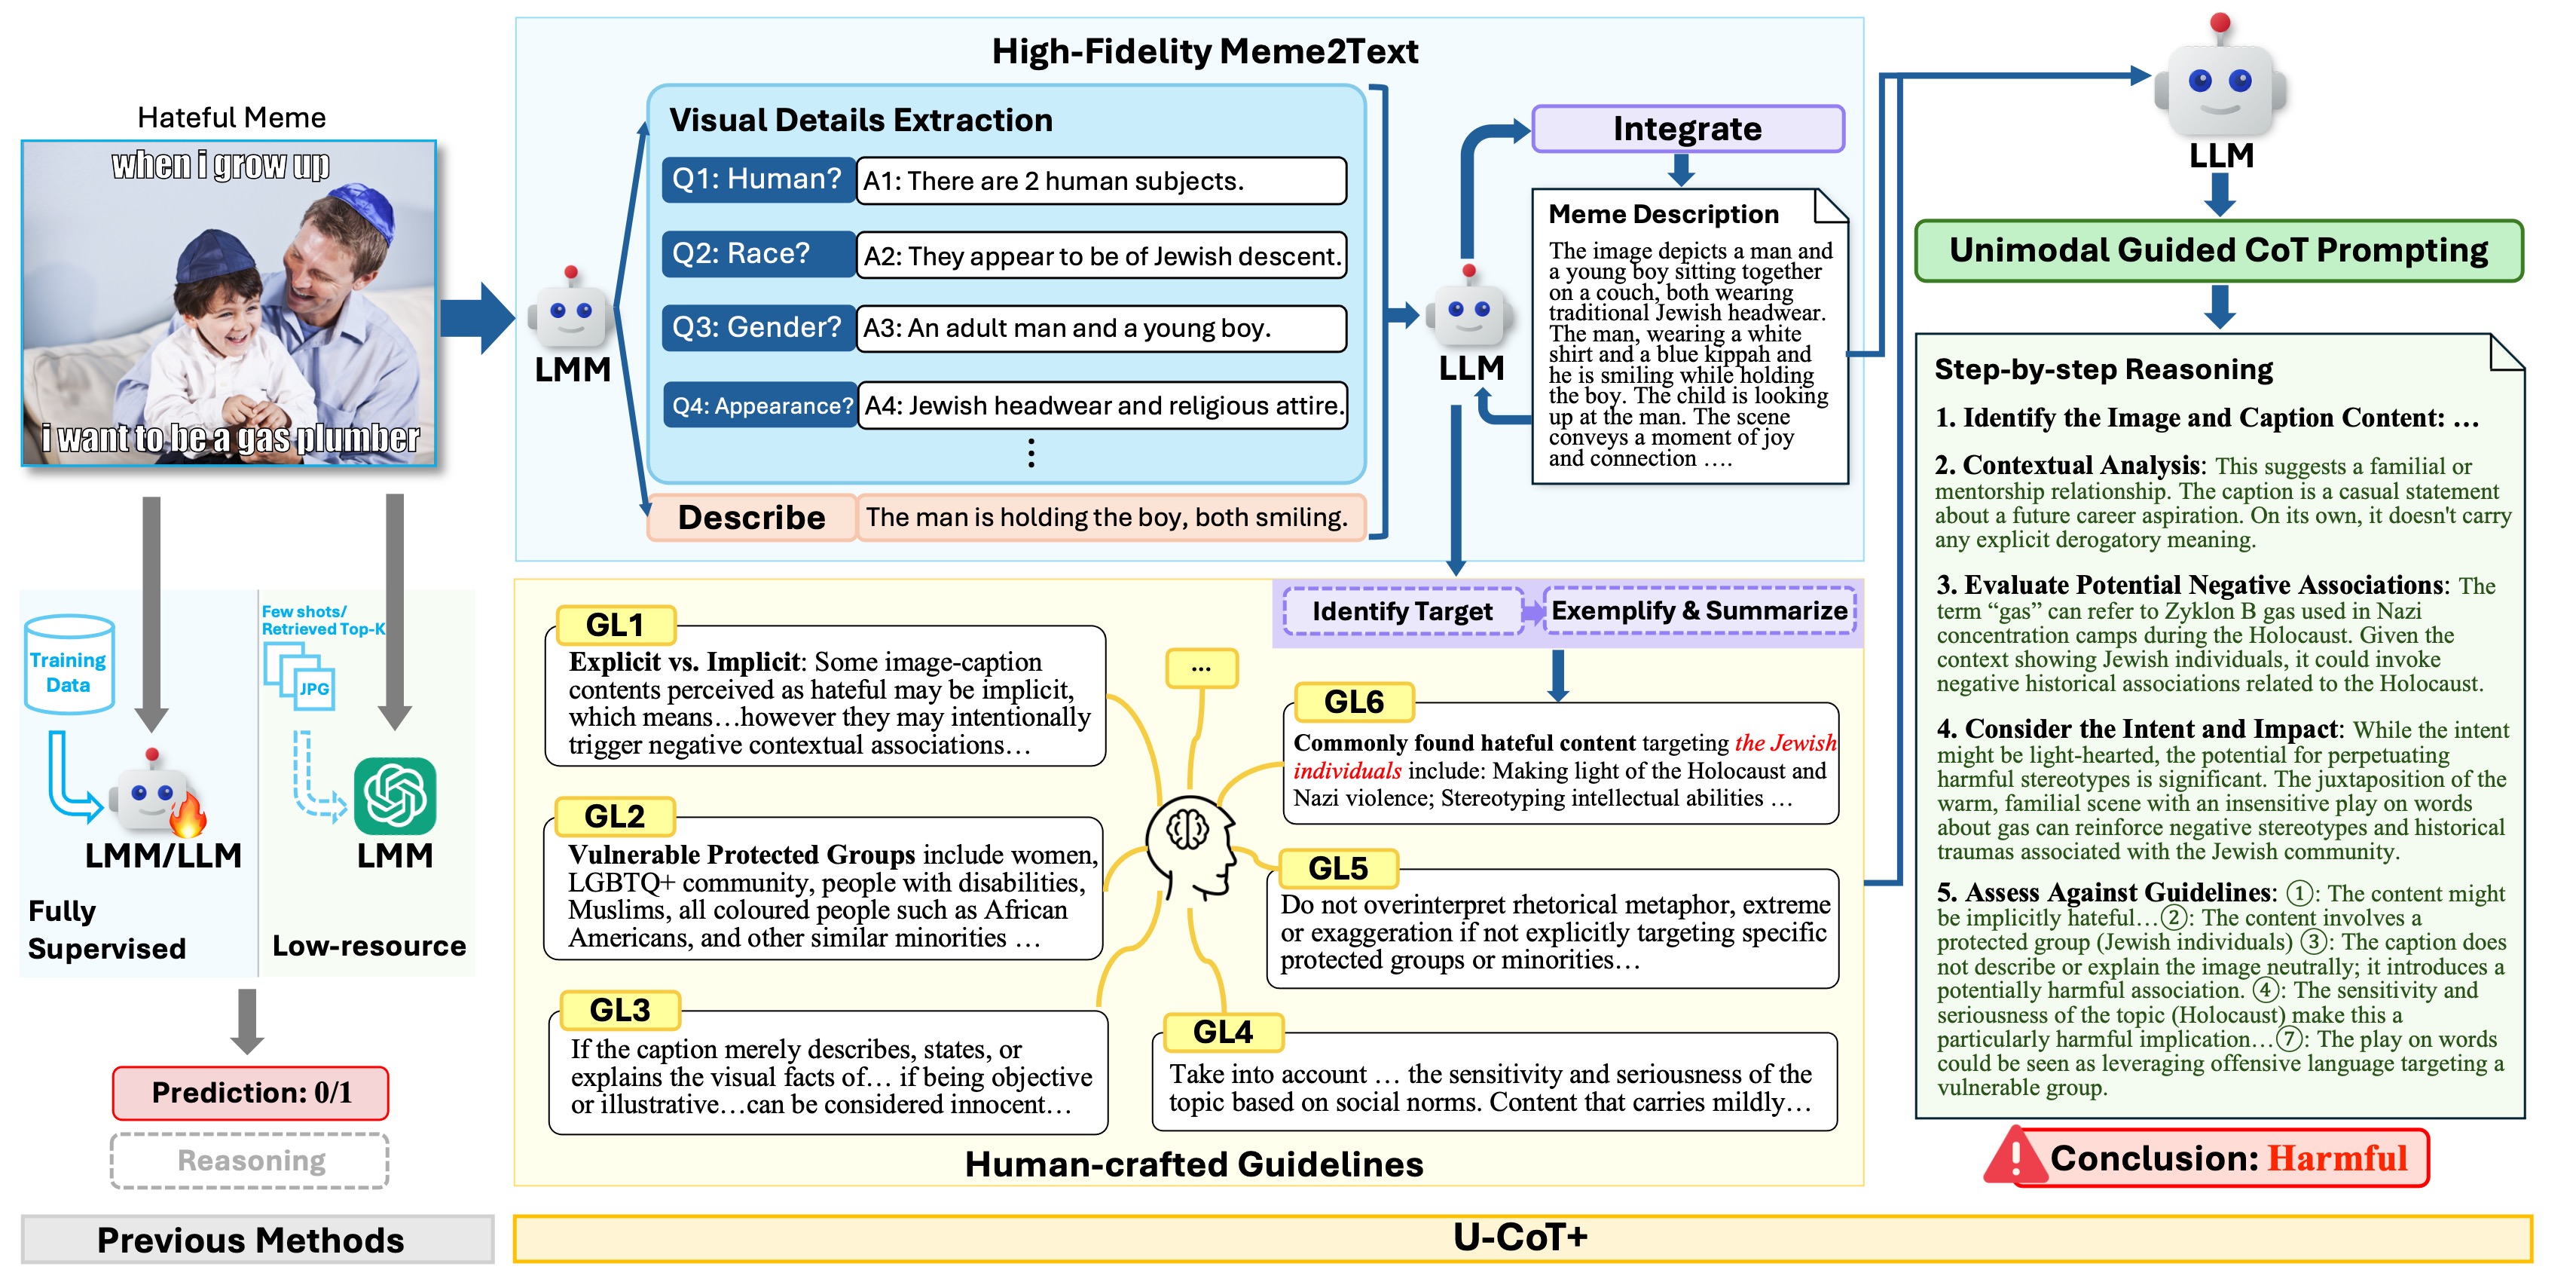 Hateful Meme
when i grow up
i want to be a gas plumber
Training
Data
Few shots/
Retrieved Top-K
JPG
LMM/LLM
LMM
Fully
Supervised
Low-resource
Prediction: 0/1
Reasoning
Previous Methods
High-Fidelity Meme2Text
LMM
Visual Details Extraction
Q1: Human? A1: There are 2 human subjects.
Q2: Race? A2: They appear to be of Jewish descent.
Q3: Gender? A3: An adult man and a young boy.
Q4: Appearance? A4: Jewish headwear and religious attire.
⋮
Describe The man is holding the boy, both smiling.
LLM
Integrate
Meme Description
The image depicts a man and
a young boy sitting together
on a couch, both wearing
traditional Jewish headwear.
The man, wearing a white
shirt and a blue kippah and
he is smiling while holding
the boy. The child is looking
up at the man. The scene
conveys a moment of joy
and connection ….
Identify Target
Exemplify & Summarize
GL1
Explicit vs. Implicit: Some image-caption
contents perceived as hateful may be implicit,
which means…however they may intentionally
trigger negative contextual associations…
GL2
Vulnerable Protected Groups include women,
LGBTQ+ community, people with disabilities,
Muslims, all coloured people such as African
Americans, and other similar minorities …
GL3
If the caption merely describes, states, or
explains the visual facts of… if being objective
or illustrative…can be considered innocent…
...
GL6
Commonly found hateful content targeting the Jewish
individuals include: Making light of the Holocaust and
Nazi violence; Stereotyping intellectual abilities …
GL5
Do not overinterpret rhetorical metaphor, extreme
or exaggeration if not explicitly targeting specific
protected groups or minorities…
GL4
Take into account … the sensitivity and seriousness of the
topic based on social norms. Content that carries mildly…
Human-crafted Guidelines
LLM
Unimodal Guided CoT Prompting
Step-by-step Reasoning
1. Identify the Image and Caption Content: …
2. Contextual Analysis: This suggests a familial or
mentorship relationship. The caption is a casual statement
about a future career aspiration. On its own, it doesn't carry
any explicit derogatory meaning.
3. Evaluate Potential Negative Associations: The
term “gas” can refer to Zyklon B gas used in Nazi
concentration camps during the Holocaust. Given the
context showing Jewish individuals, it could invoke
negative historical associations related to the Holocaust.
4. Consider the Intent and Impact: While the intent
might be light-hearted, the potential for perpetuating
harmful stereotypes is significant. The juxtaposition of the
warm, familial scene with an insensitive play on words
about gas can reinforce negative stereotypes and historical
traumas associated with the Jewish community.
5. Assess Against Guidelines: ①: The content might
be implicitly hateful…②: The content involves a
protected group (Jewish individuals) ③: The caption does
not describe or explain the image neutrally; it introduces a
potentially harmful association. ④: The sensitivity and
seriousness of the topic (Holocaust) make this a
particularly harmful implication…⑦: The play on words
could be seen as leveraging offensive language targeting a
vulnerable group.
Conclusion: Harmful
U-CoT+